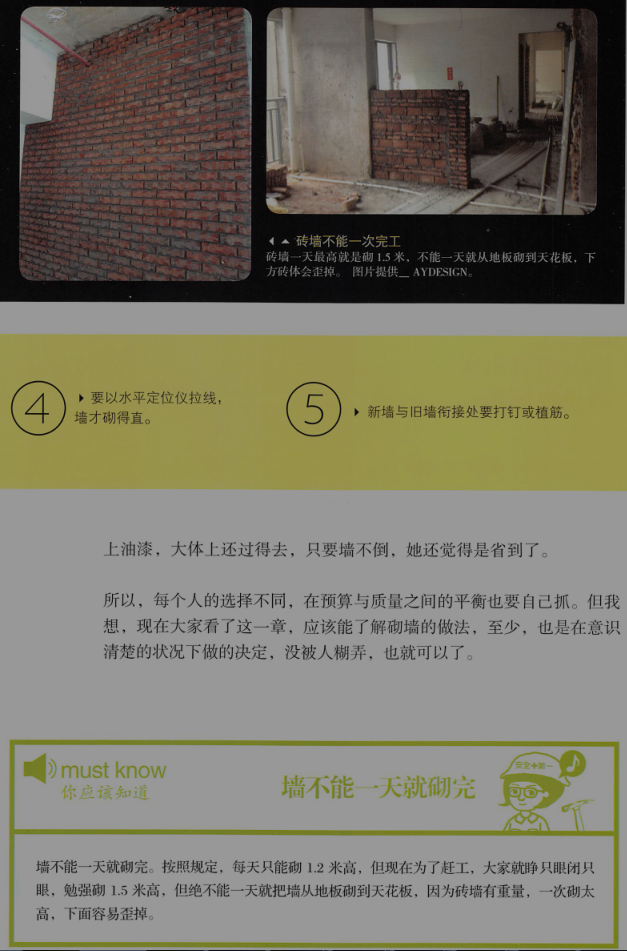 砖墙不能一次完工
砖墙一天最高就是砌 1.5 米，不能一天就从地板砌到天花板，下
方砖体会歪掉。 图片提供__ AYDESIGN。
4
要以水平定位仪拉线，
墙才砌得直。
5
新墙与旧墙衔接处要打钉或植筋。
上油漆，大体上还过得去，只要墙不倒，她还觉得是省到了。
所以，每个人的选择不同，在预算与质量之间的平衡也要自己抓。但我
想，现在大家看了这一章，应该能了解砌墙的做法，至少，也是在意识
清楚的状况下做的决定，没被人糊弄，也就可以了。
must know
你应该知道
墙不能一天就砌完
安全第一
墙不能一天就砌完。按照规定，每天只能砌 1.2 米高，但现在为了赶工，大家就睁只眼闭只
眼，勉强砌 1.5 米高，但绝不能一天就把墙从地板砌到天花板，因为砖墙有重量，一次砌太
高，下面容易歪掉。